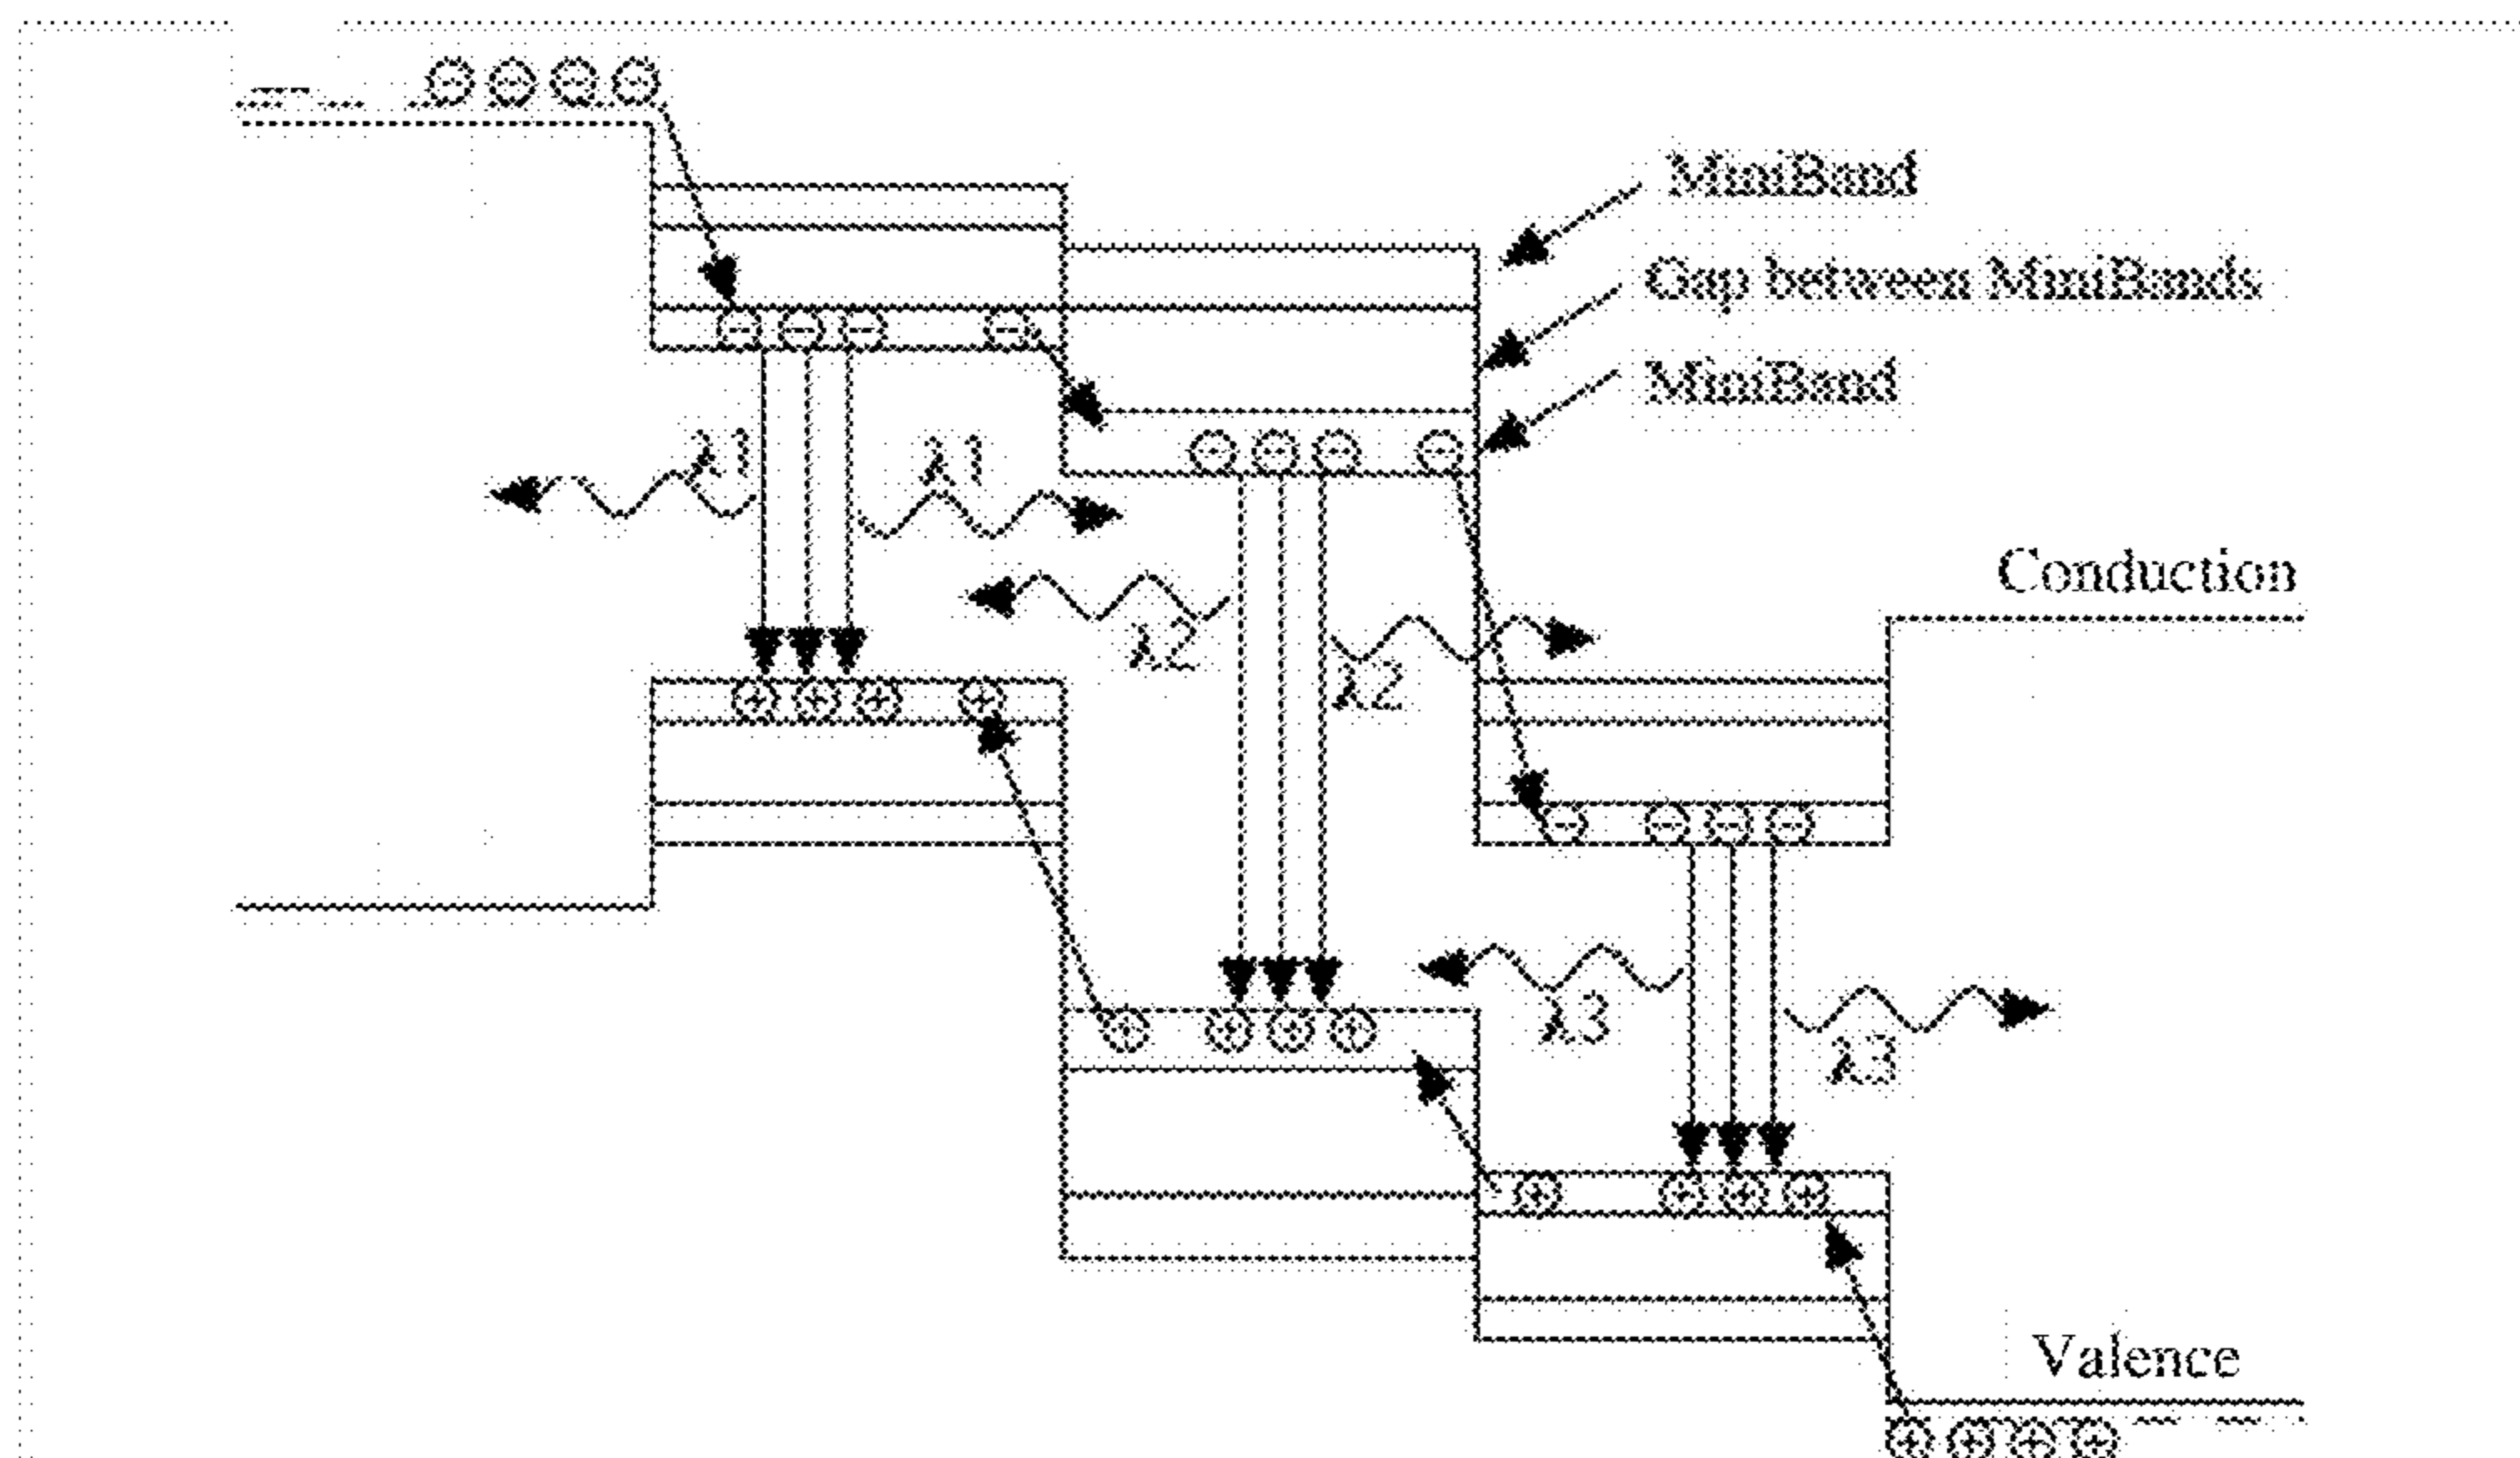 MiniBand
Gap between MiniBands
MiniBand
λ1
λ1
Conduction
λ2
λ2
λ3
λ3
Valence